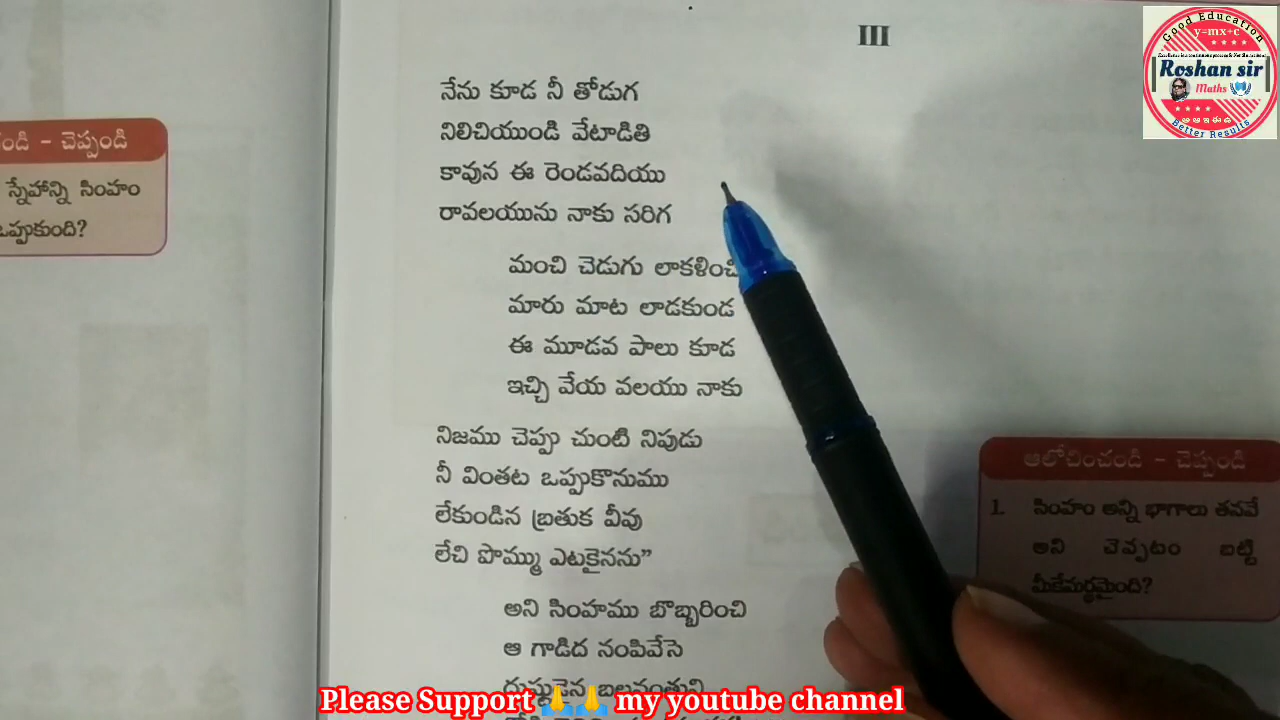 III
నేను కూడ నీ తోడుగ
నిలిచియుండి వేటాడితి
కావున ఈ రెండవదియు
రావలయును నాకు సరిగ
మంచి చెడుగు లాకళించి
మారు మాట లాడకుండ
ఈ మూడవ పాలు కూడ
ఇచ్చి వేయ వలయు నాకు
నిజము చెప్పు చుంటి నిపుడు
నీ వింతట ఒప్పుకొనుము
లేకుండిన బ్రతుక వీవు
లేచి పొమ్ము ఎటకైనను”
అని సింహము బొబ్బరించి
ఆ గాడిద నంపివేసె
దుష్టుడైన బలవంతుని
ండి - చెప్పండి
స్నేహాన్ని సింహం
ఒప్పుకుంది?
ఆలోచించండి - చెప్పండి
1. సింహం అన్ని భాగాలు తనవే
అని చెప్పటం బట్టి
మీకేమర్థమైంది?
Good Education
y=mx+c
Roshan sir
Maths
అ ఆ ఇ ఈ ఉ
Better Results
Please Support 🙏🙏 my youtube channel